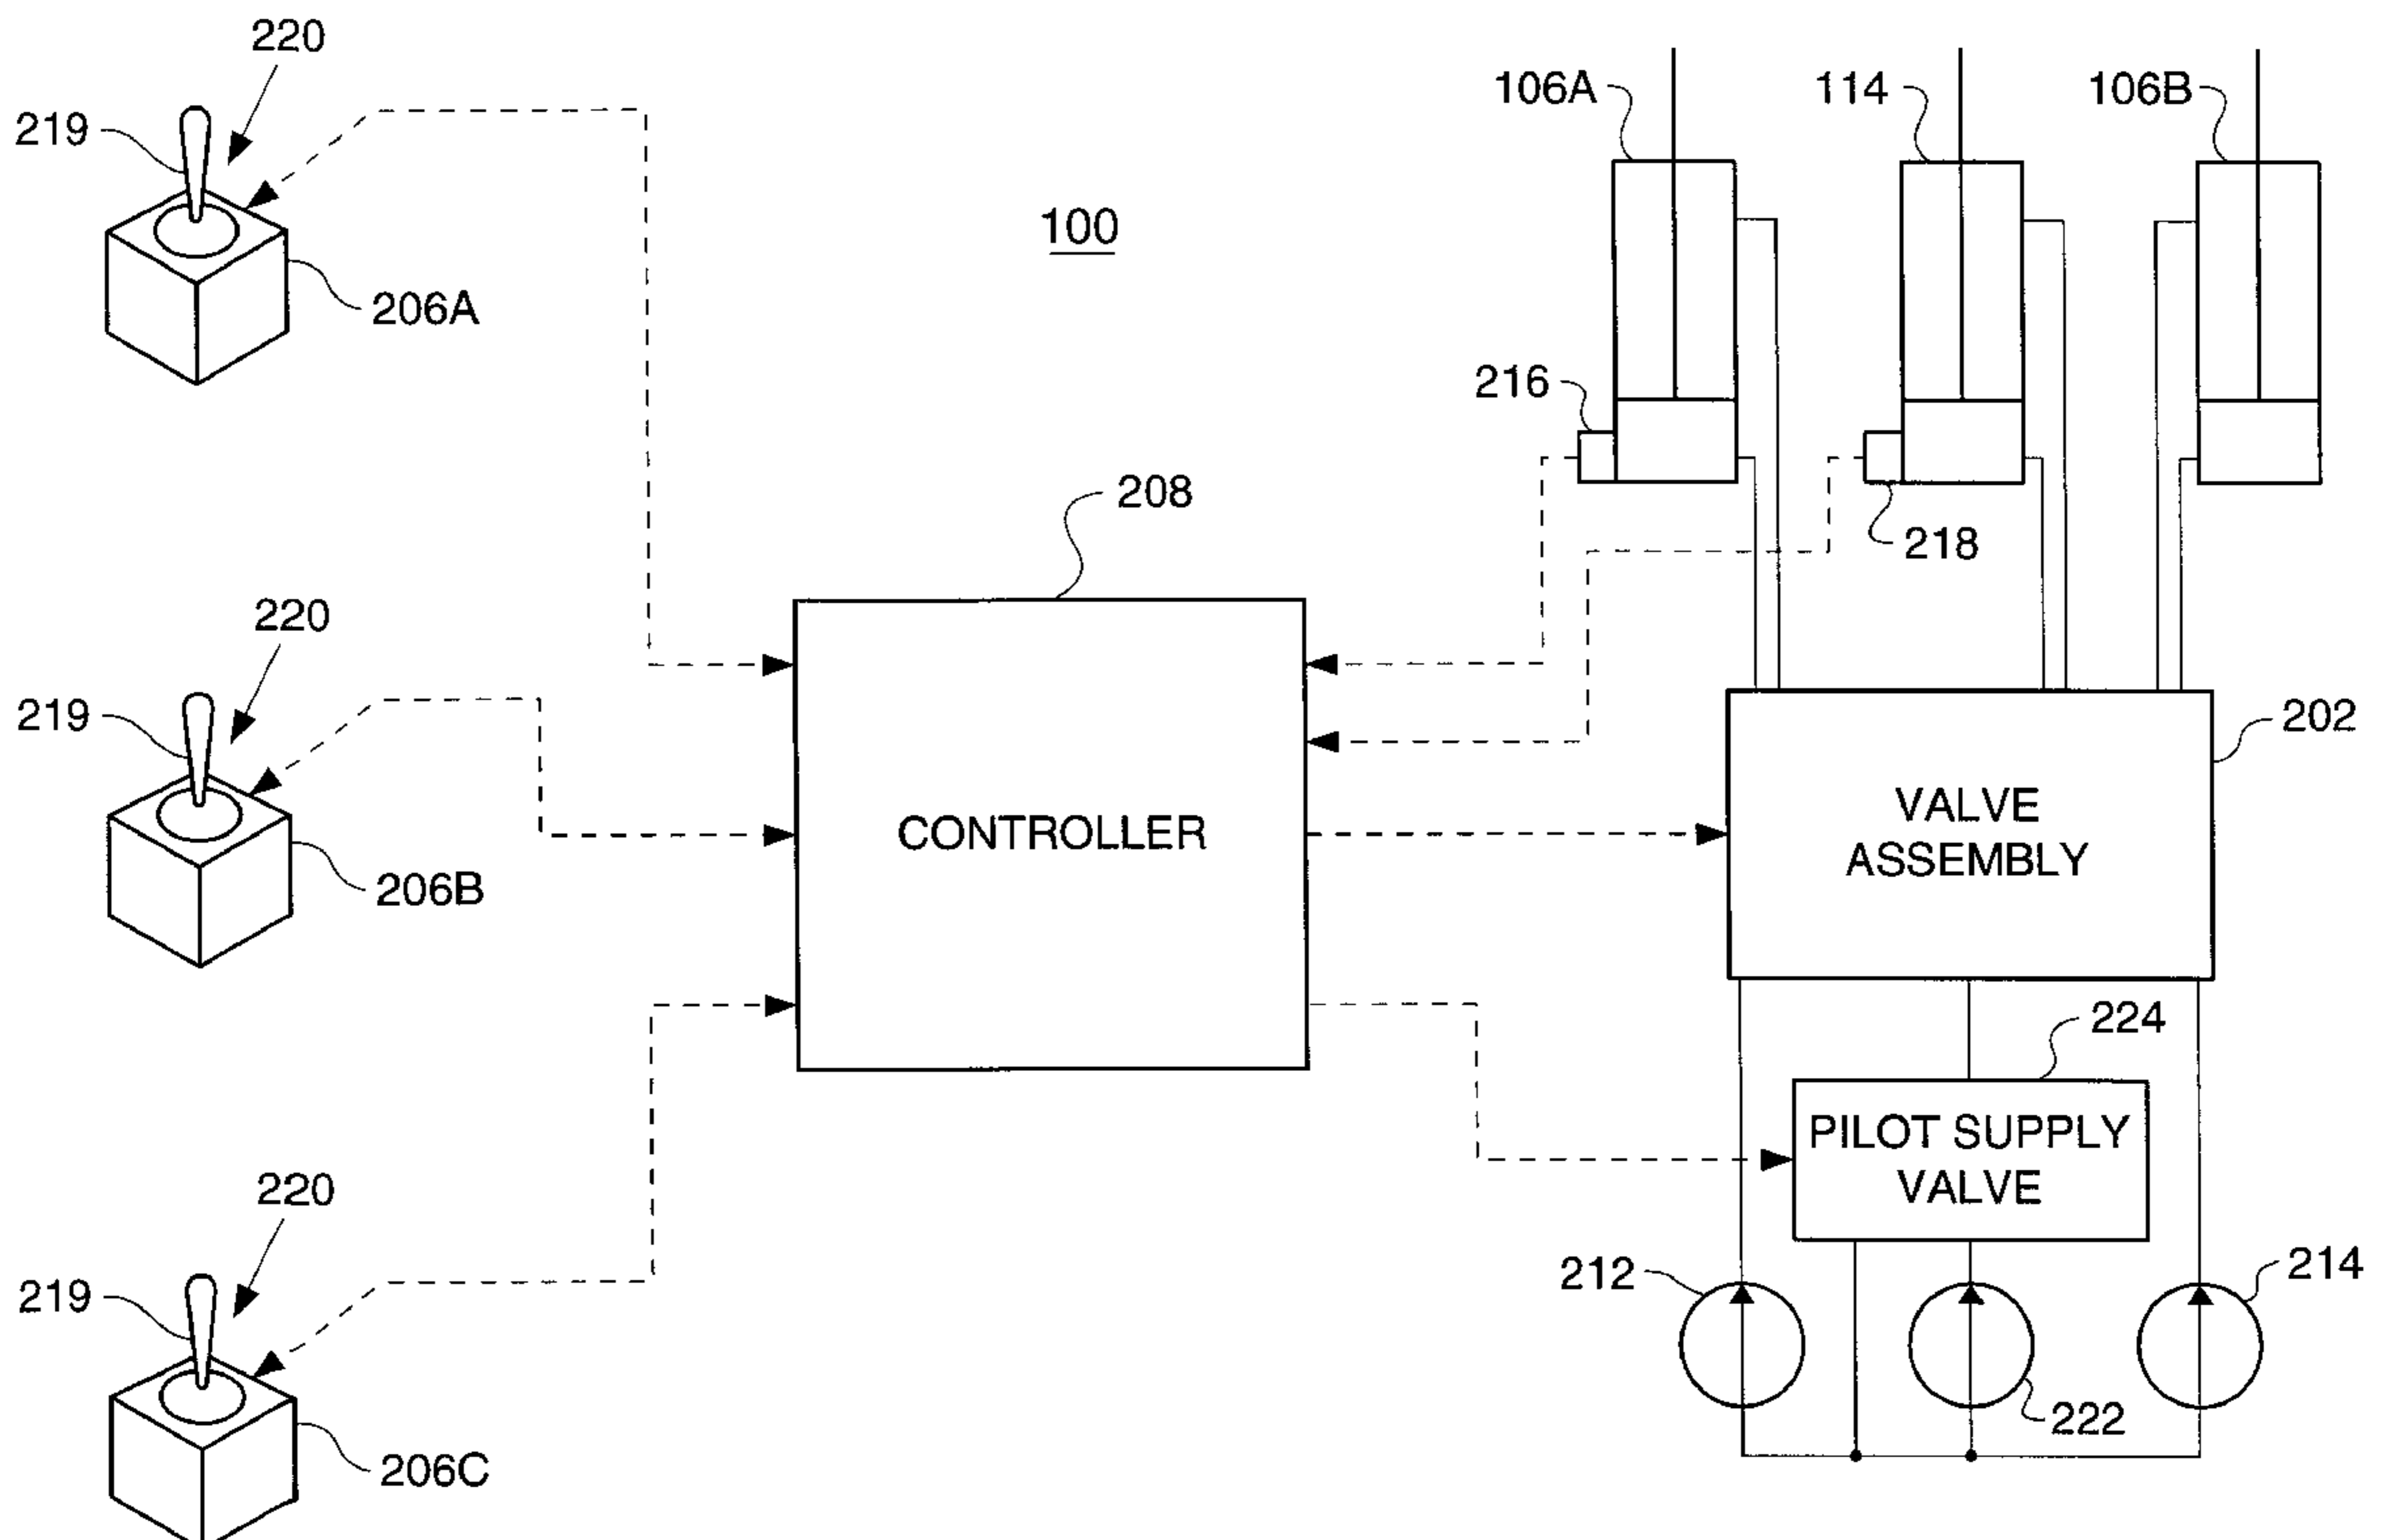 220
219
206A
100
106A
114
106B
216
218
208
220
219
206B
CONTROLLER
202
VALVE
ASSEMBLY
224
PILOT SUPPLY
VALVE
212
214
222
220
219
206C